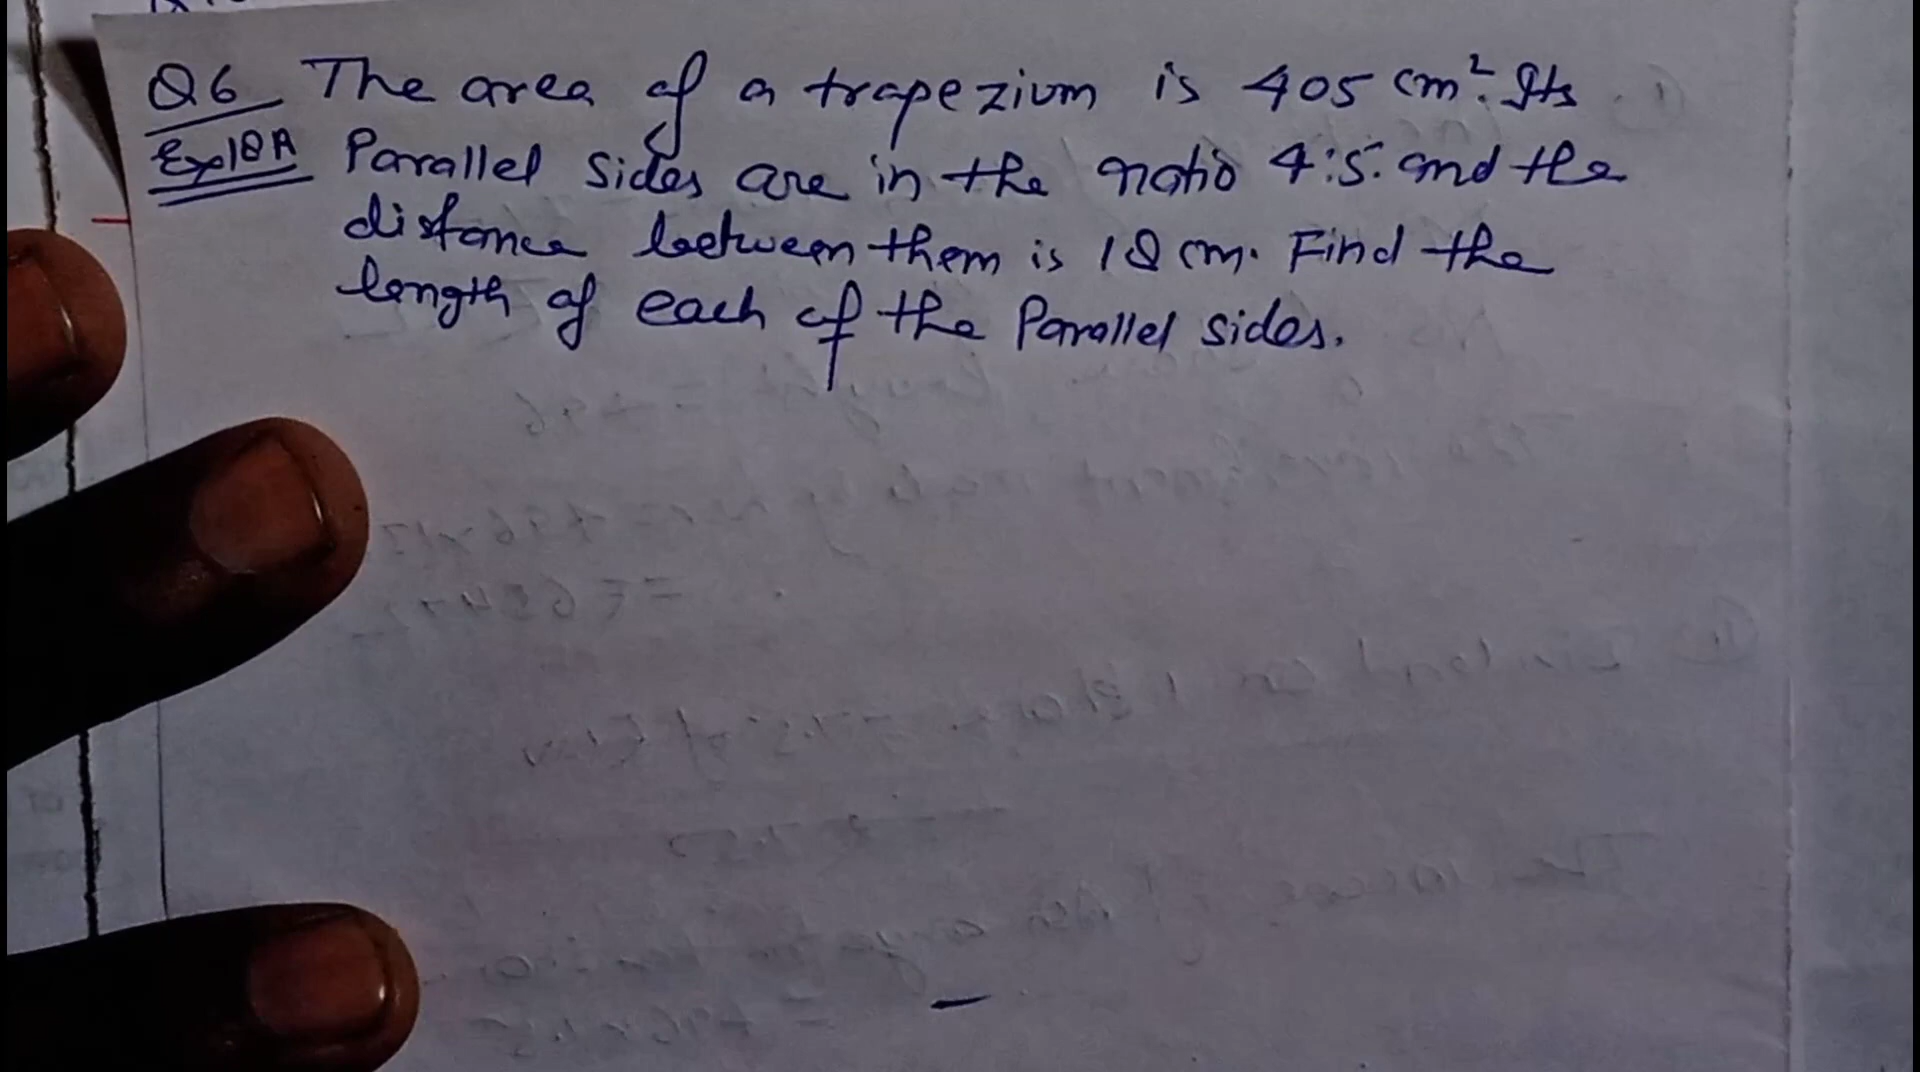 Q6 The area of a trapezium is 405 cm². Its
Ex18A Parallel sides are in the ratio 4:5. and the
distance between them is 18 cm. Find the
length of each of the Parallel sides.